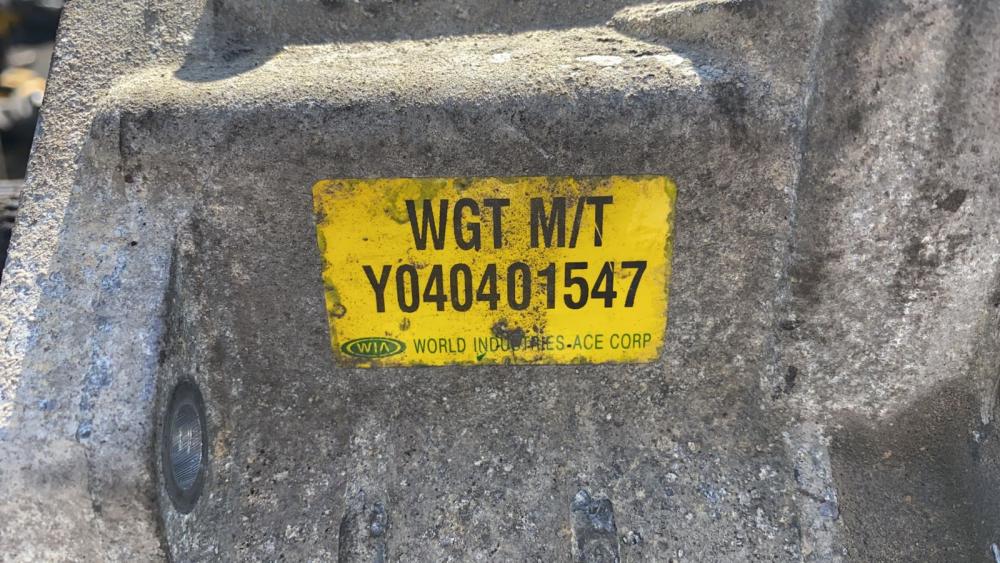 WGT M/T
Y040401547
WIA WORLD INDUSTRIES-ACE CORP